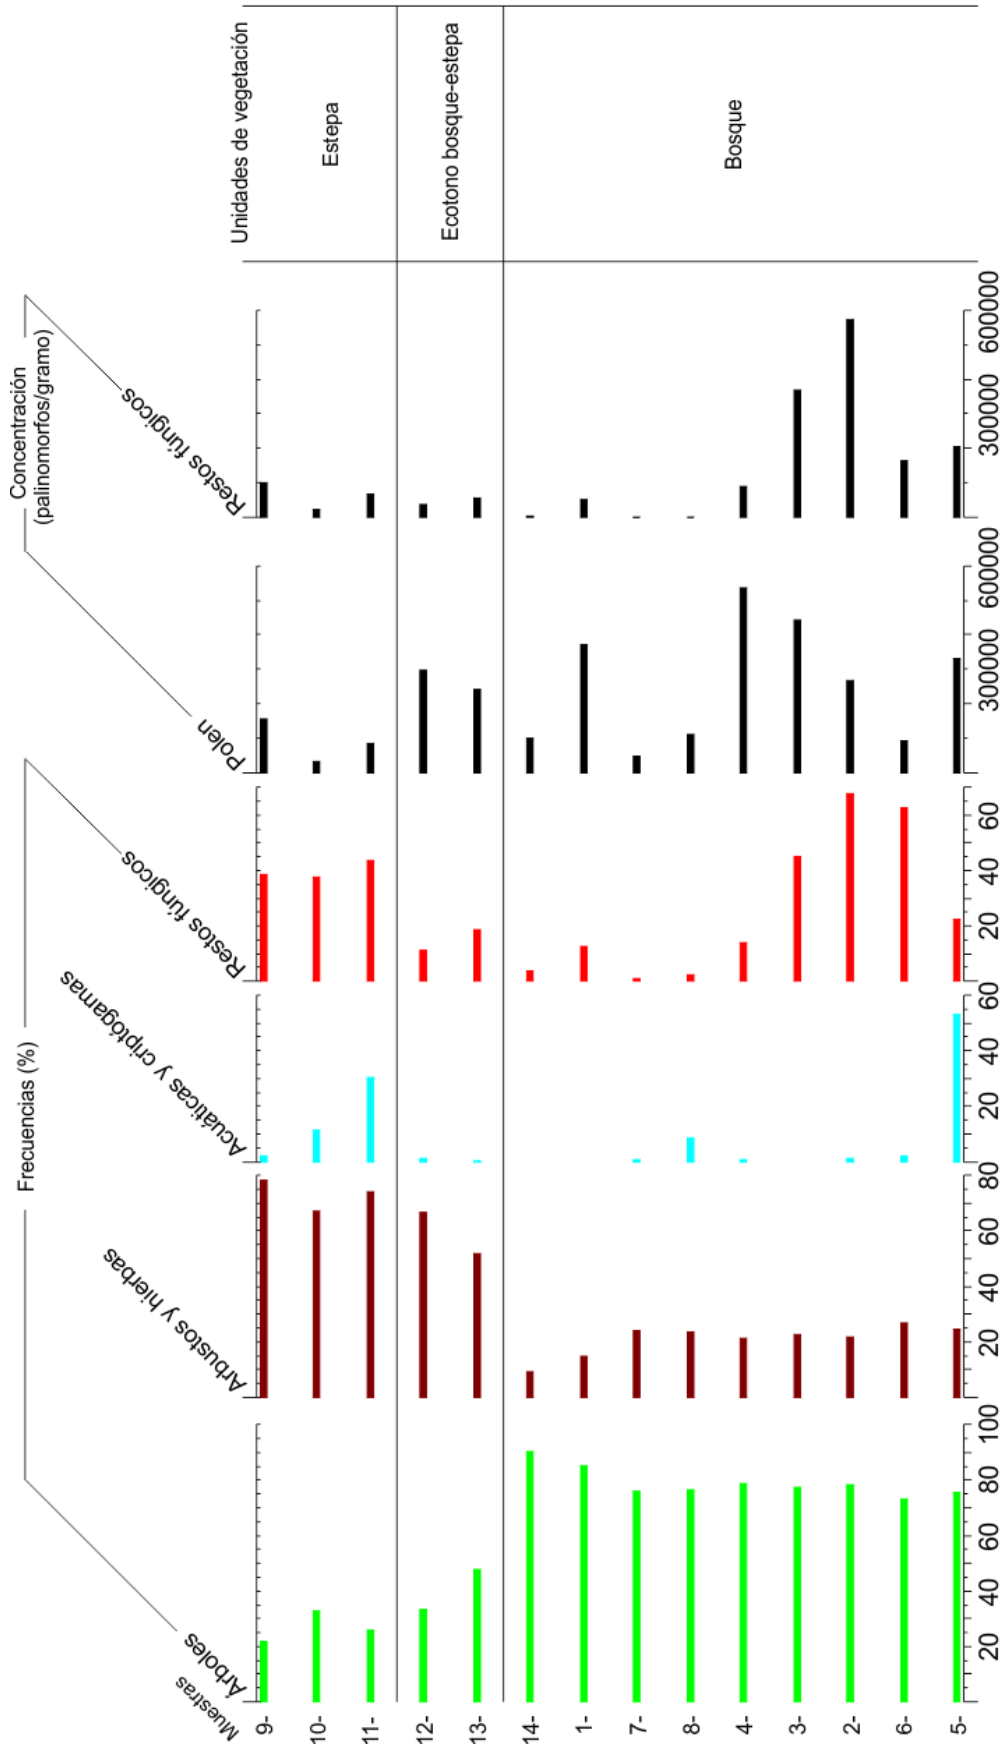 Frecuencias (%)
Concentración
(palinomorfos/gramo)
Muestras
Arboles
Arbustos y hierbas
Acuáticas y criptógamas
Restos fúngicos
Polen
Restos fúngicos
Unidades de vegetación
9-
10-
11-
Estepa
12-
13-
Ecotono bosque-estepa
14-
1-
7-
8-
4-
3-
2-
6-
5-
Bosque
20 40 60 80 100
20 40 60 80
20 40 60
20 40 60
300000 600000
300000 600000